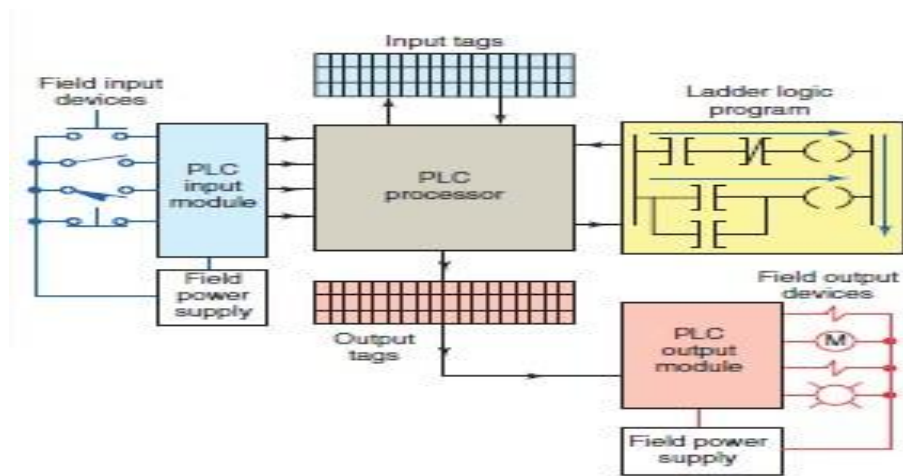 Input tags
Field input
devices
Ladder logic
program
PLC
input
module
PLC
processor
Field
power
supply
Output
tags
Field output
devices
PLC
output
module
M
Field power
supply